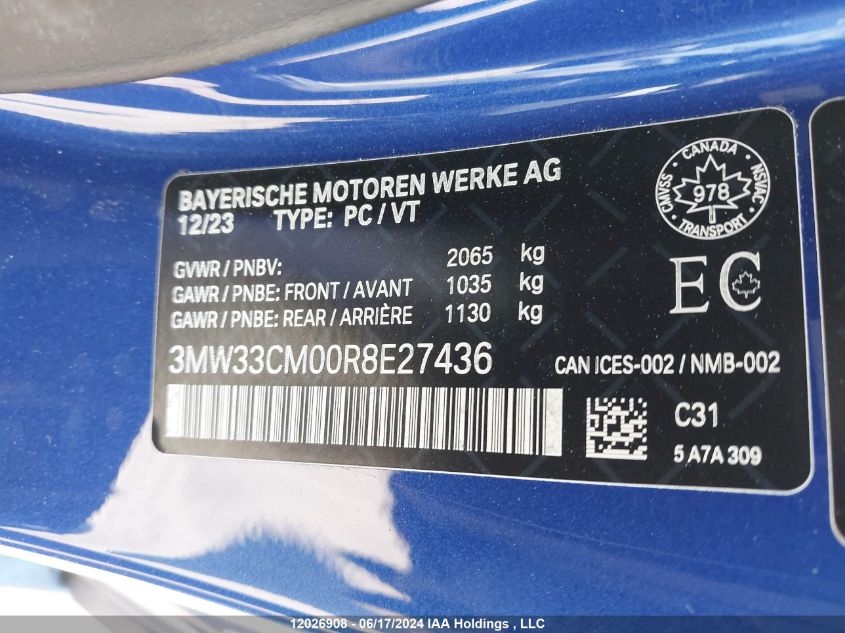 BAYERISCHE MOTOREN WERKE AG
12/23 TYPE: PC / VT
CANADA
CMVSS 978 NSVAC
TRANSPORT
GVWR / PNBV: 2065 kg
GAWR / PNBE: FRONT / AVANT 1035 kg
GAWR / PNBE: REAR / ARRIÈRE 1130 kg
EC
3MW33CM00R8E27436
CAN ICES-002 / NMB-002
C31
5 A7A 309
12026908 - 06/17/2024 IAA Holdings , LLC